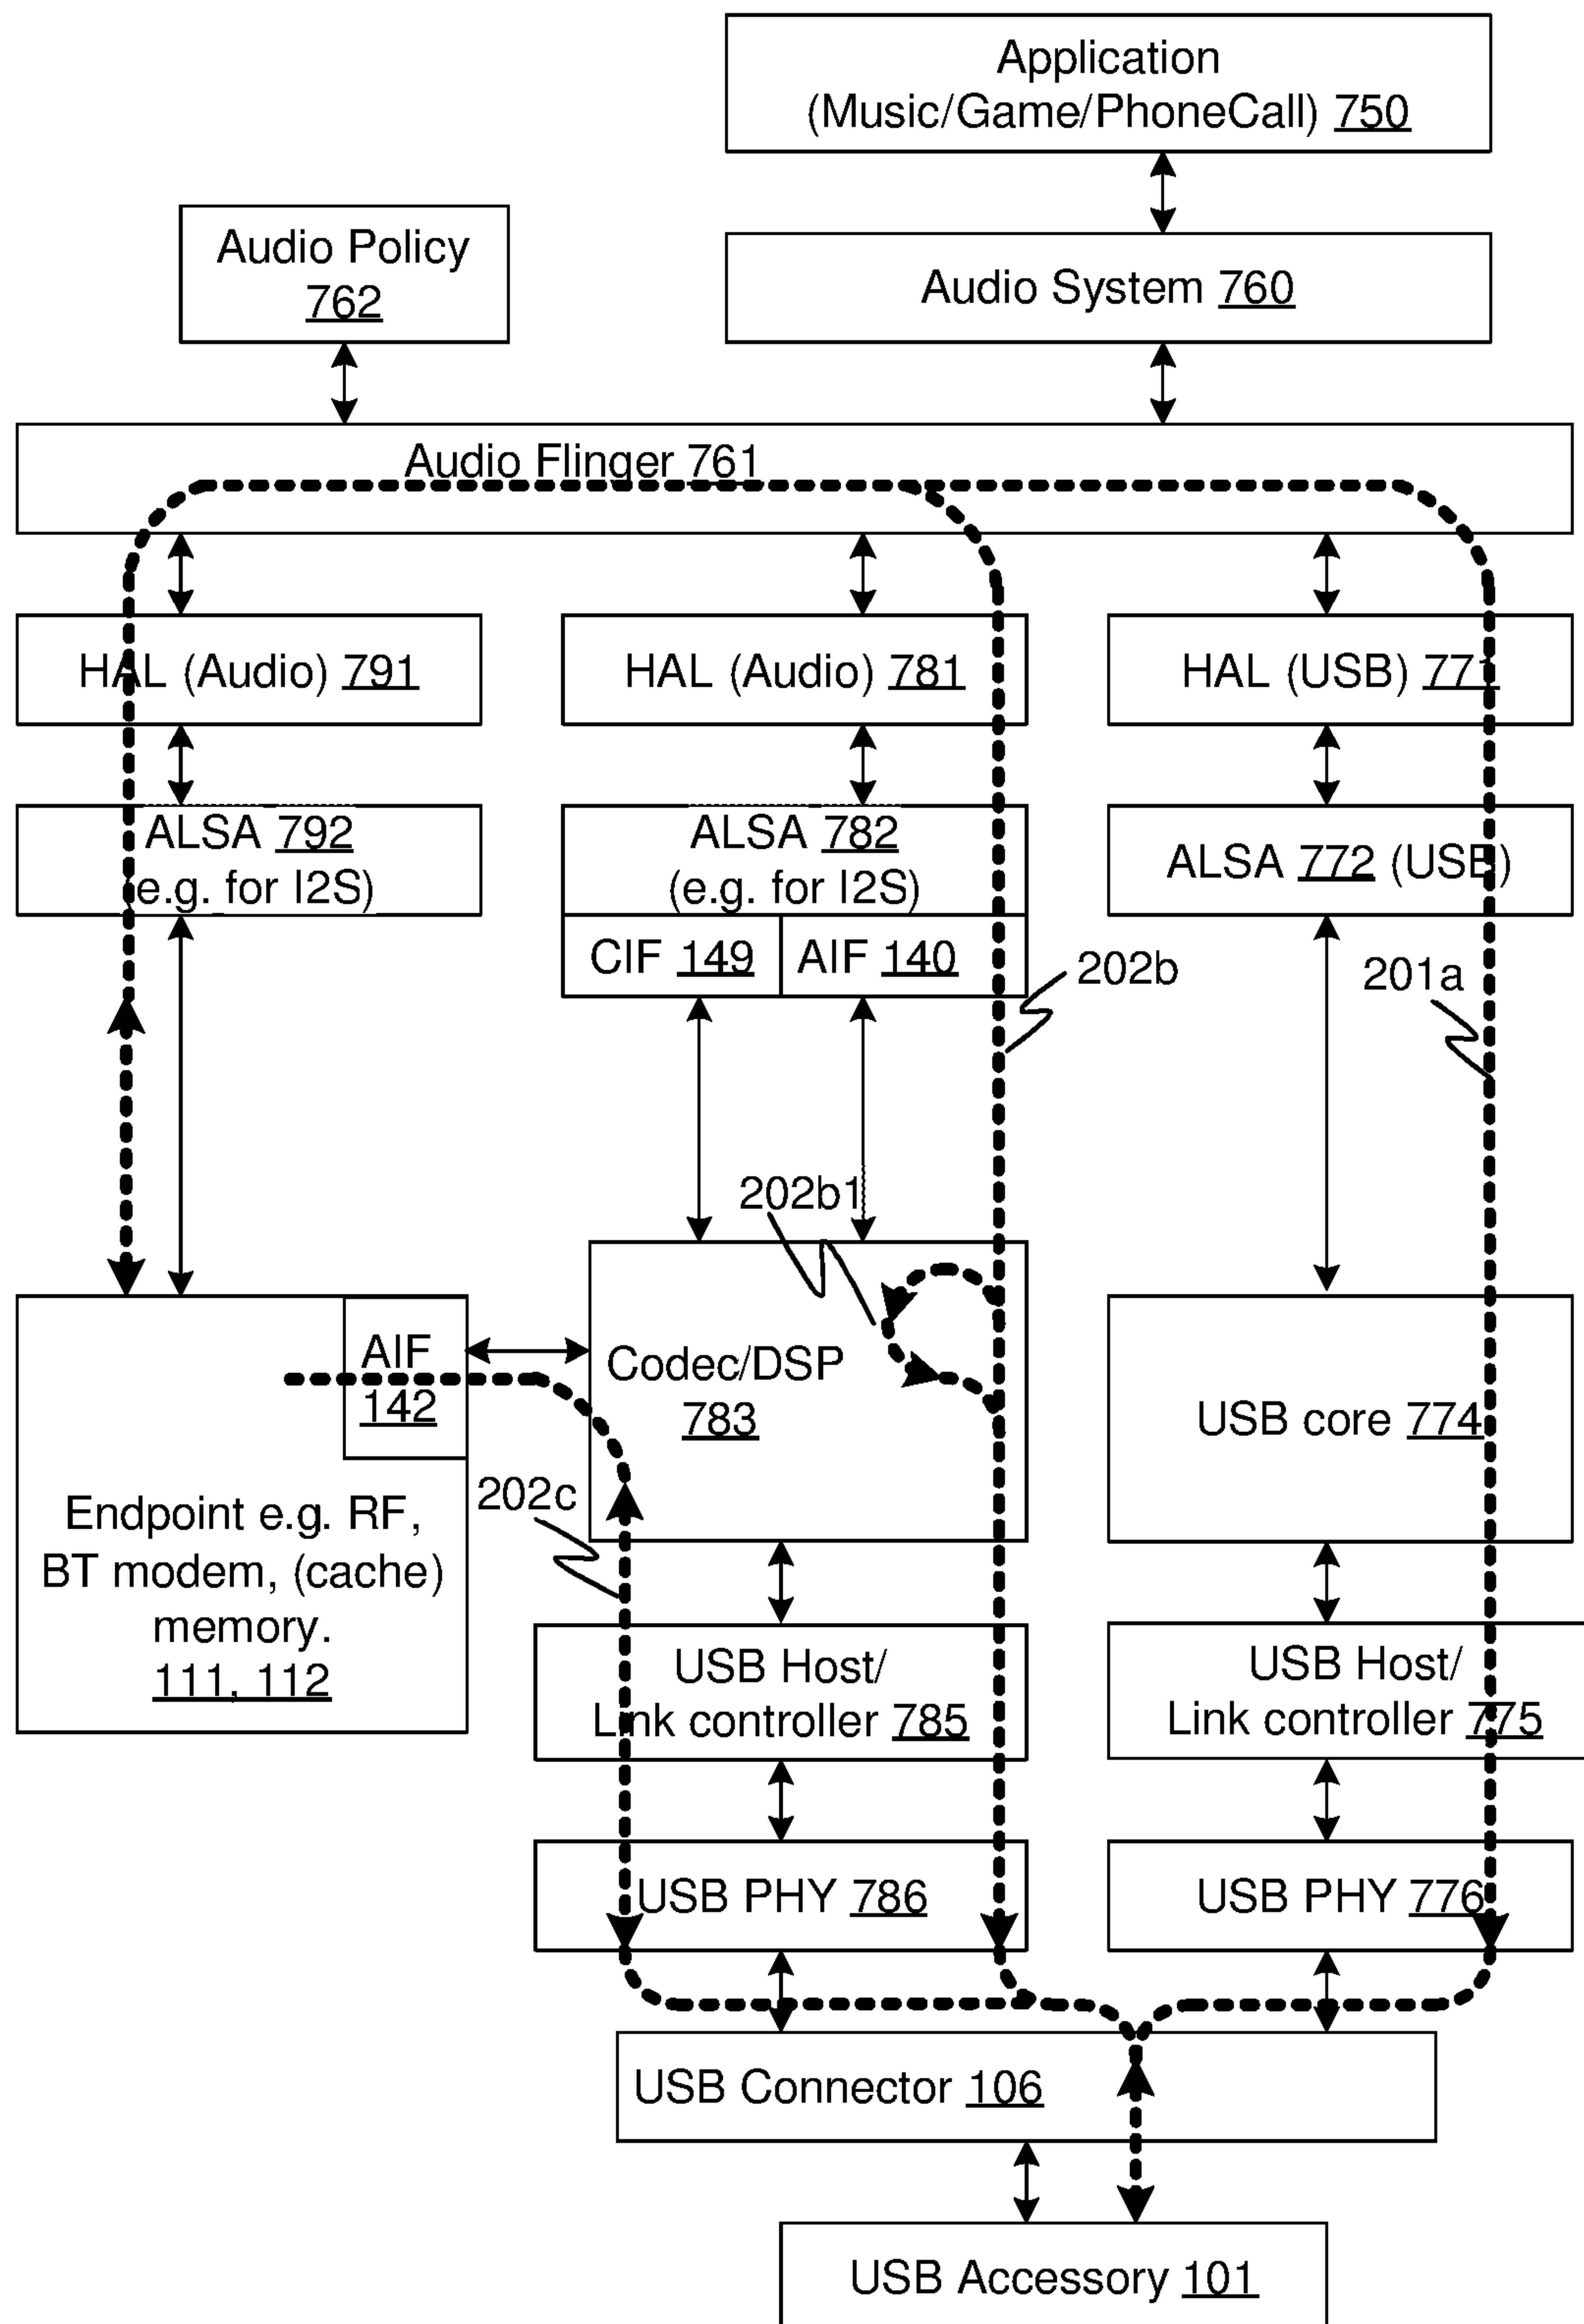 Application
(Music/Game/PhoneCall) 750
Audio Policy
762
Audio System 760
Audio Flinger 761
HAL (Audio) 791
HAL (Audio) 781
HAL (USB) 771
ALSA 792
(e.g. for I2S)
ALSA 782
(e.g. for I2S)
ALSA 772 (USB)
CIF 149
AIF 140
202b
201a
202b1
AIF
142
Codec/DSP
783
USB core 774
202c
Endpoint e.g. RF,
BT modem, (cache)
memory.
111, 112
USB Host/
Link controller 785
USB Host/
Link controller 775
USB PHY 786
USB PHY 776
USB Connector 106
USB Accessory 101